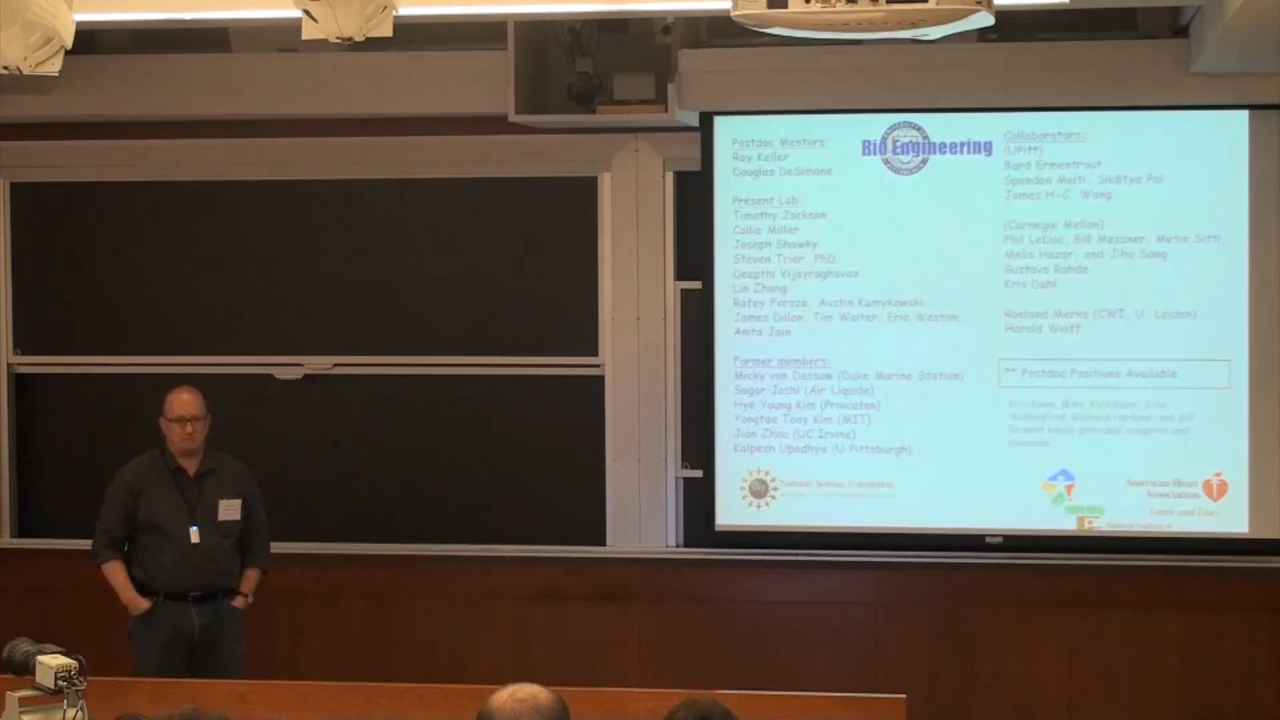 Postdoc Mentors:
Ray Keller
Douglas DeSimone
Present Lab:
Timothy Jackson
Callie Miller
Joseph Shawky
Steven Trier, PhD.
Deepthi Vijayraghavan
Lin Zhang
Rafey Feroze, Austin Kamykowski,
James Dillon, Tim Walter, Eric Weston,
Anita Jain
Former members:
Micky von Dassow (Duke Marine Station)
Sagar Joshi (Air Liquide)
Hye Young Kim (Princeton)
Yongtae Tony Kim (MIT)
Jian Zhou (UC Irvine)
Kalpesh Upadhye (U Pittsburgh)
National Science Foundation
BiO Engineering
Collaborators:
(UPitt)
Bard Ermentrout
Spandan Maiti, Siladitya Pal
James H-C. Wang
(Carnegie Mellon)
Phil LeDuc, Bill Messner, Metin Sitti,
Melis Hazar, and Jiho Song
Gustavo Rohde
Kris Dahl
Roeland Merks (CWI, U. Leiden)
Harold Wolff
** Postdoc Positions Available
American Heart
Association